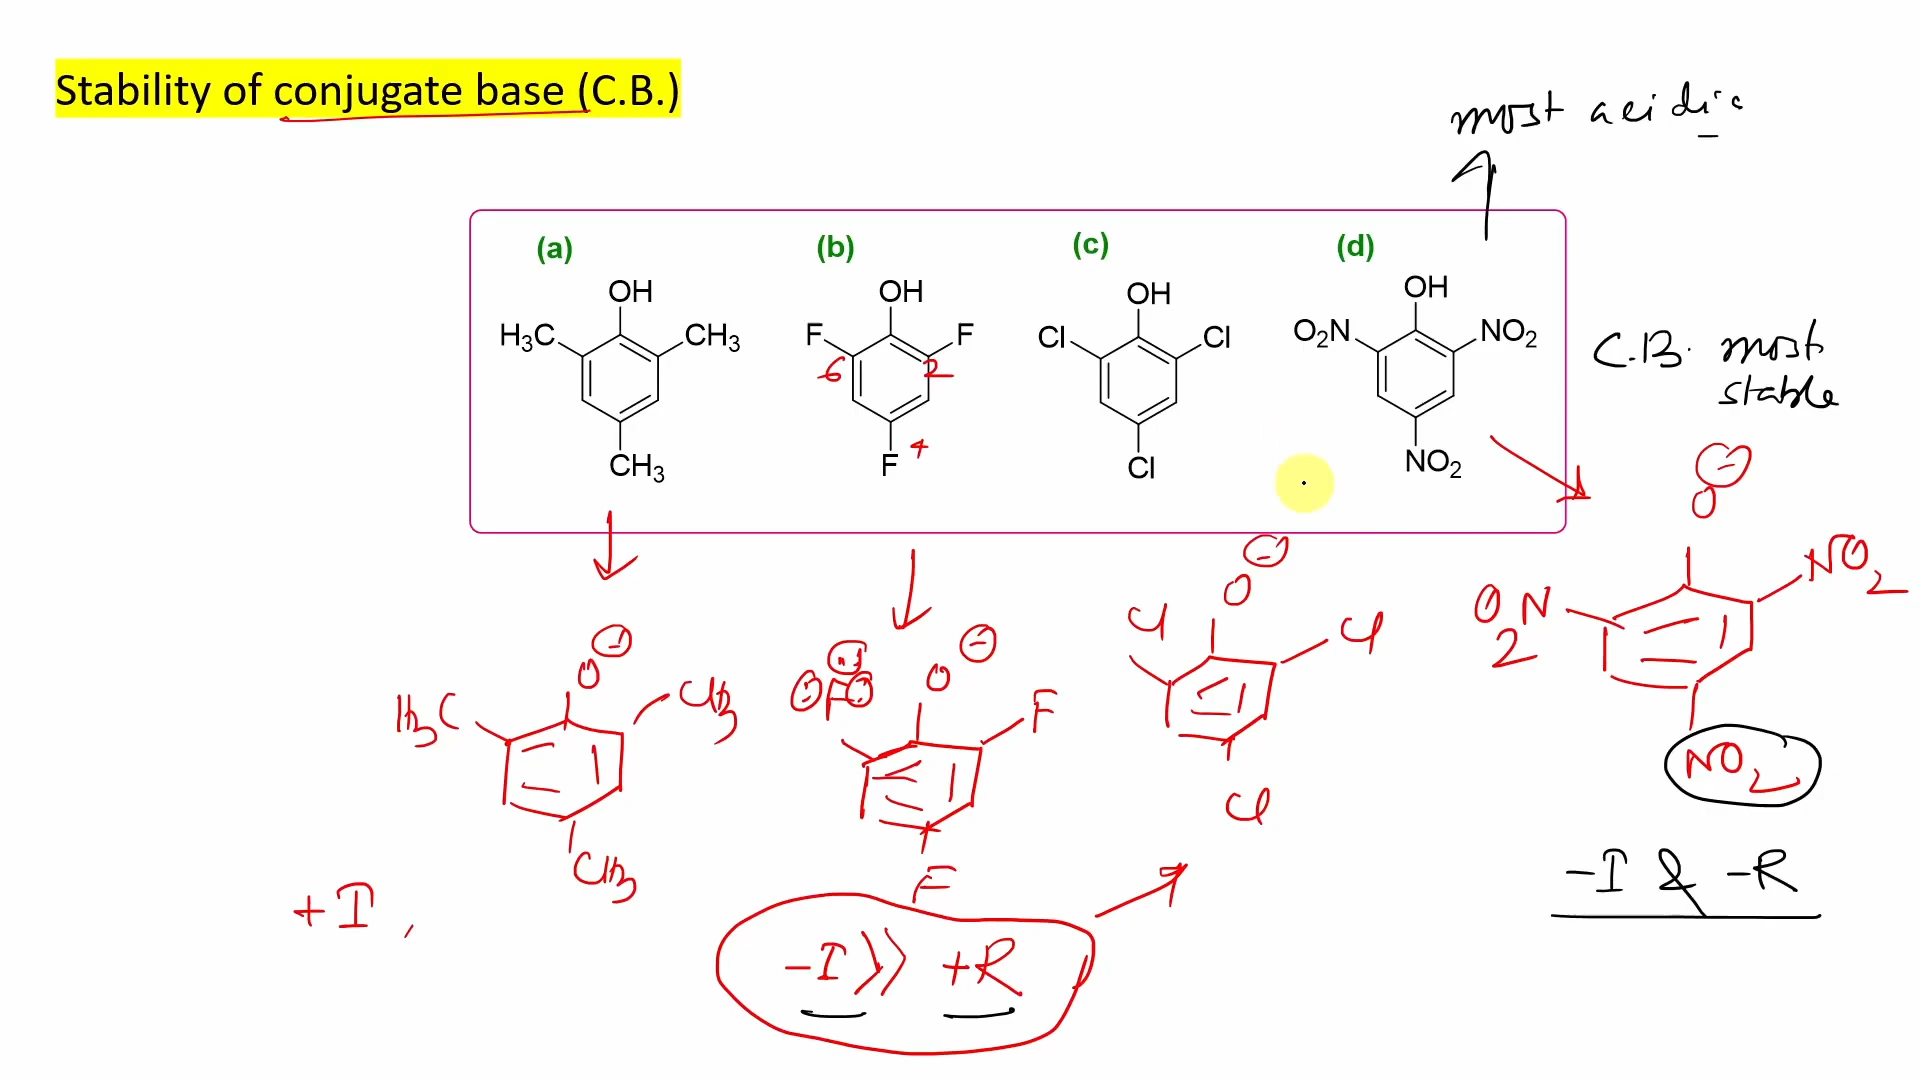 Stability of conjugate base (C.B.)
most acidic
(a) (b) (c) (d)
OH OH OH OH
H3C CH3 F F Cl Cl O2N NO2
6 2
C.B. most
stable
4
CH3 F Cl NO2
O⊖
O⊖ O⊖ O⊖
H3C CH3 F F Cl Cl O2N NO2
CH3 F Cl NO2
+I, -I >> +R -I & -R